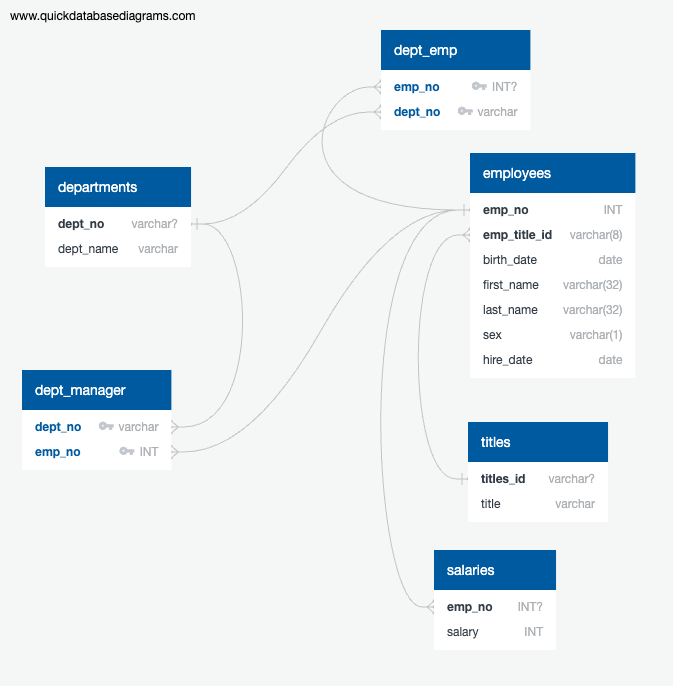 www.quickdatabasediagrams.com
dept_emp
emp_no INT?
dept_no varchar
departments
dept_no varchar?
dept_name varchar
employees
emp_no INT
emp_title_id varchar(8)
birth_date date
first_name varchar(32)
last_name varchar(32)
sex varchar(1)
hire_date date
dept_manager
dept_no varchar
emp_no INT
titles
titles_id varchar?
title varchar
salaries
emp_no INT?
salary INT